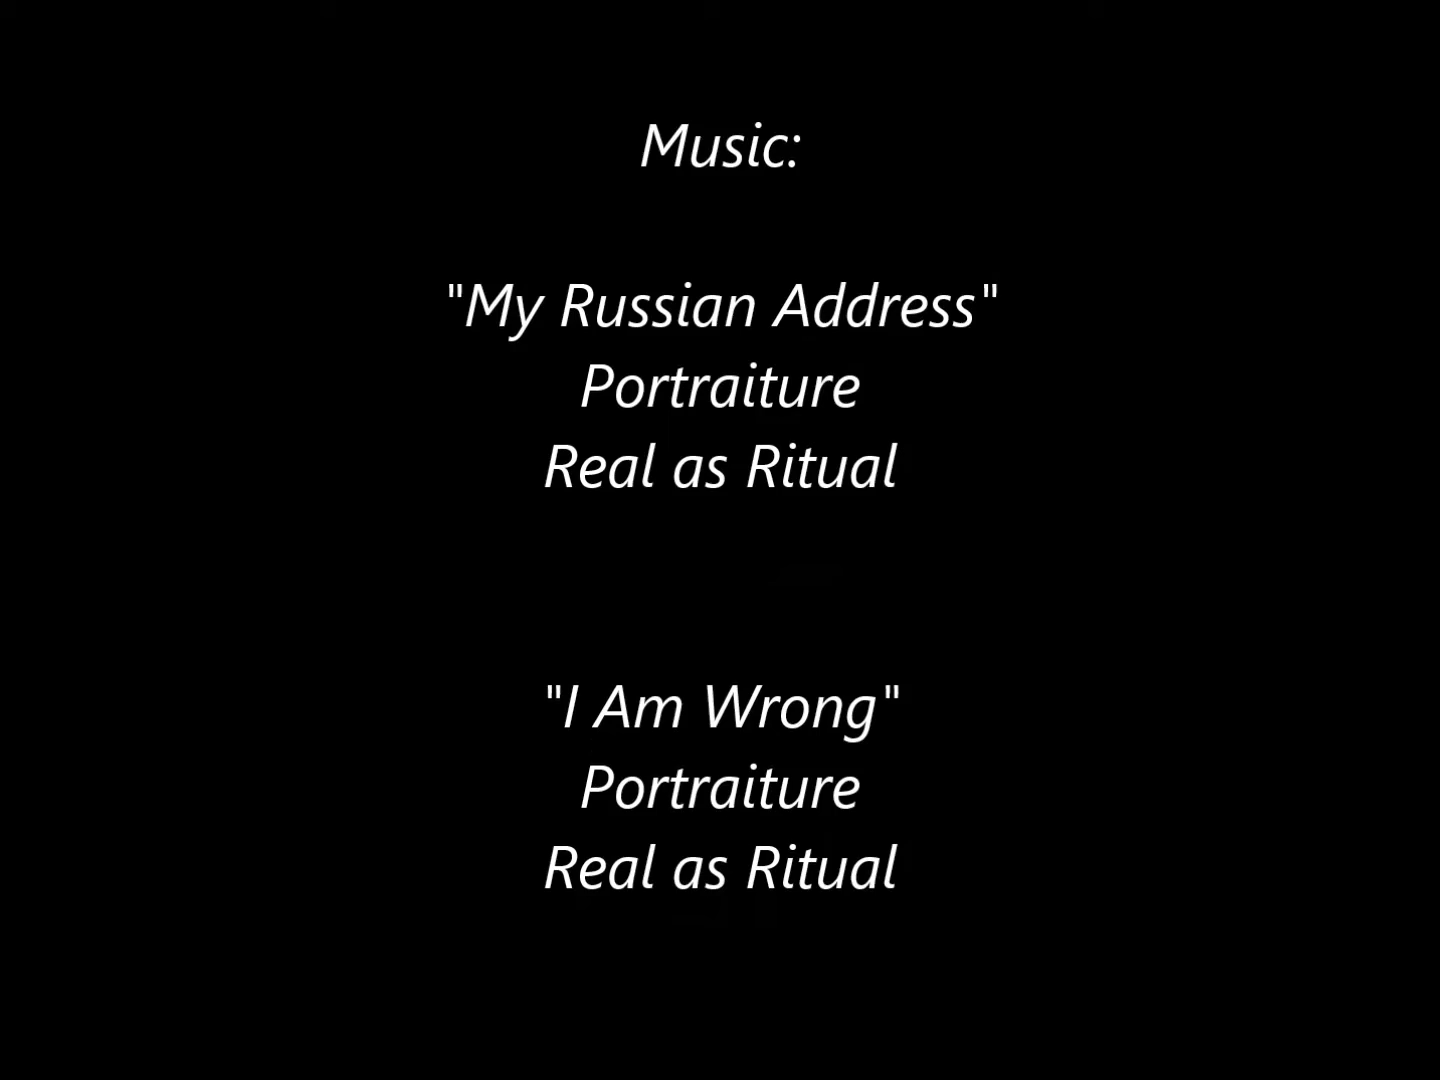 Music:
"My Russian Address"
Portraiture
Real as Ritual
"I Am Wrong"
Portraiture
Real as Ritual